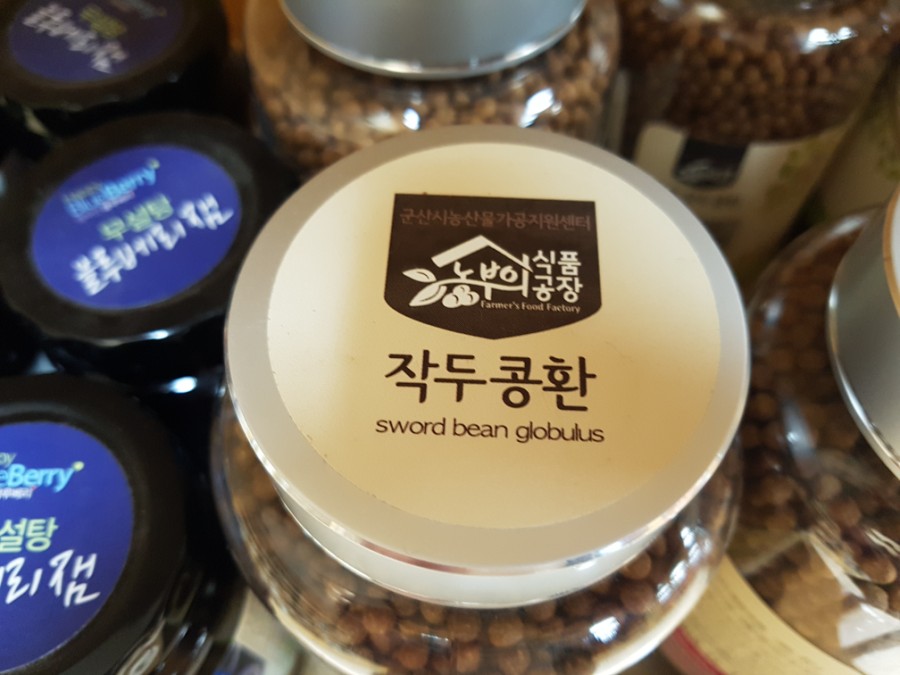 군산시농산물가공지원센터
농부의
식품
공장
Farmer's Food Factory
작두콩환
sword bean globulus
BlueBerry
무설탕
블루베리 잼
eBerry
설탕
리 잼